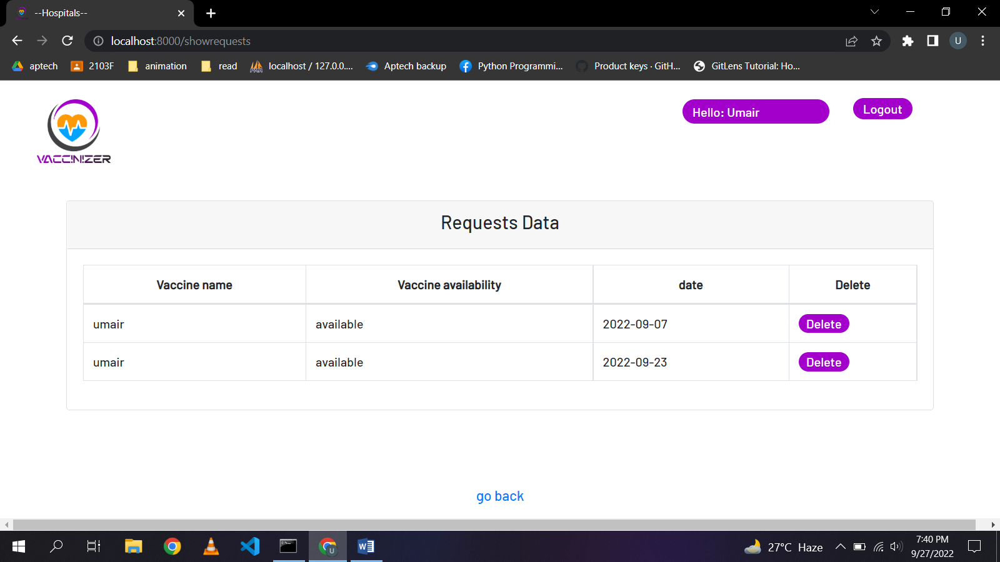 --Hospitals--
localhost:8000/showrequests
U
aptech
2103F
animation
read
localhost / 127.0.0....
Aptech backup
Python Programmi...
Product keys · GitH...
GitLens Tutorial: Ho...
Hello: Umair
Logout
VACCINIZER
Requests Data
Vaccine name Vaccine availability date Delete
umair available 2022-09-07 Delete
umair available 2022-09-23 Delete
go back
27°C Haze
7:40 PM
9/27/2022